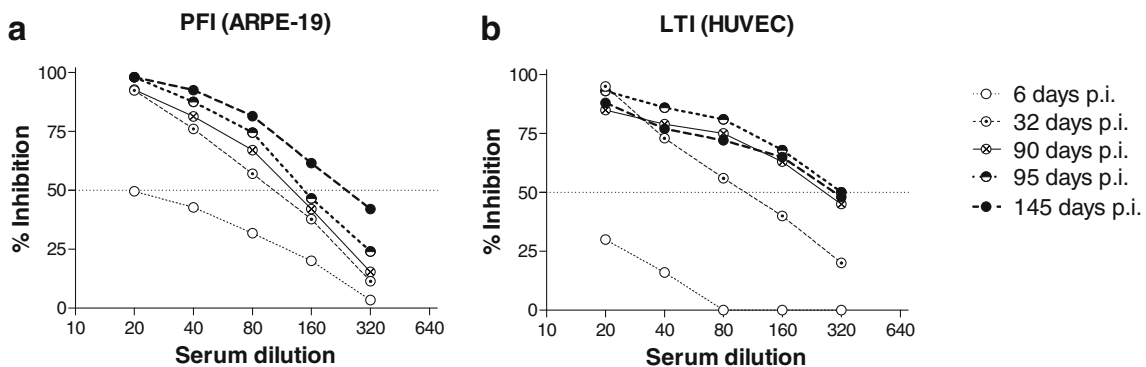 a
PFI (ARPE-19)
% Inhibition
100
75
50
25
0
10 20 40 80 160 320 640
Serum dilution
b
LTI (HUVEC)
% Inhibition
100
75
50
25
0
10 20 40 80 160 320 640
Serum dilution
6 days p.i.
32 days p.i.
90 days p.i.
95 days p.i.
145 days p.i.